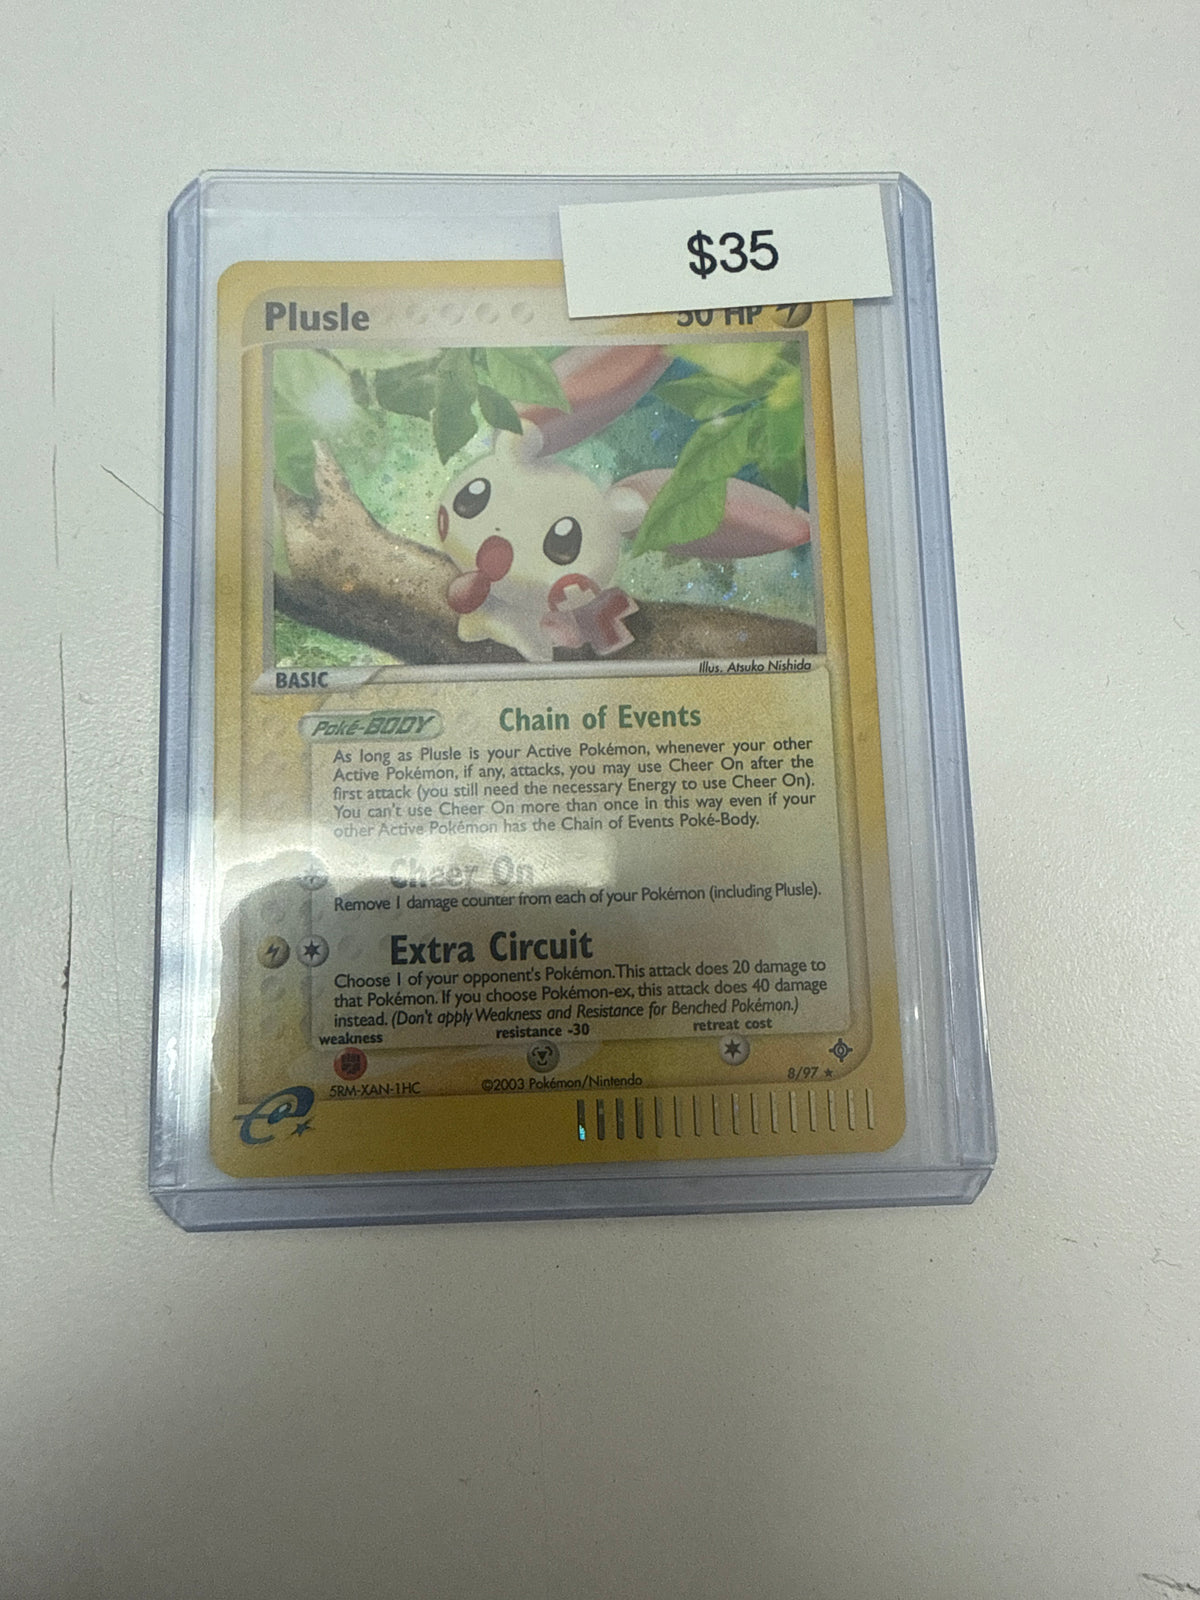 $35
Plusle
50 HP
Illus. Atsuko Nishida
BASIC
Poké-BODY Chain of Events
As long as Plusle is your Active Pokémon, whenever your other
Active Pokémon, if any, attacks, you may use Cheer On after the
first attack (you still need the necessary Energy to use Cheer On).
You can't use Cheer On more than once in this way even if your
other Active Pokémon has the Chain of Events Poké-Body.
Cheer On
Remove 1 damage counter from each of your Pokémon (including Plusle).
Extra Circuit
Choose 1 of your opponent's Pokémon. This attack does 20 damage to
that Pokémon. If you choose Pokémon-ex, this attack does 40 damage
instead. (Don't apply Weakness and Resistance for Benched Pokémon.)
weakness resistance -30 retreat cost
8/97
5RM-XAN-1HC ©2003 Pokémon/Nintendo
e